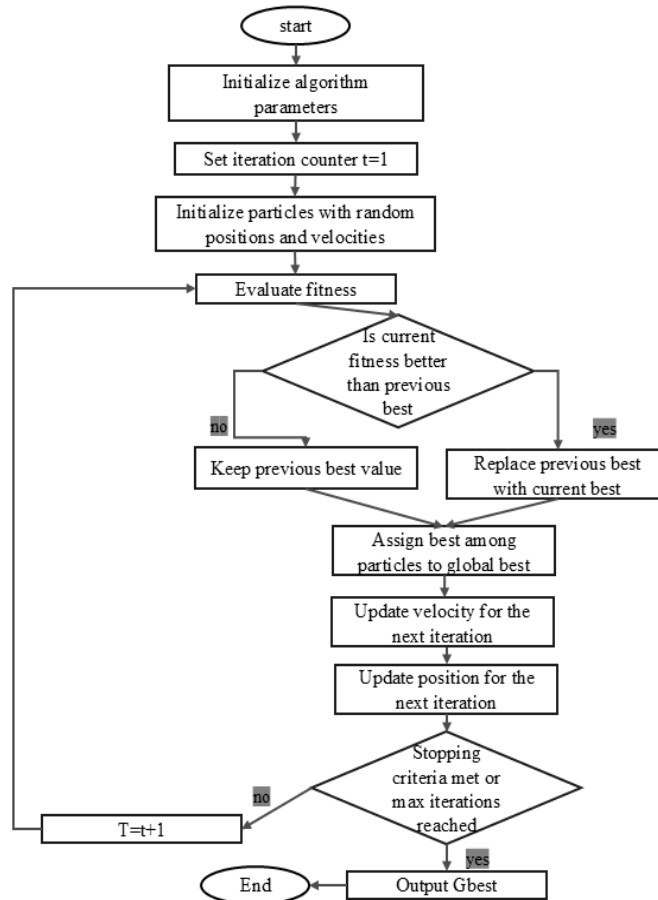 start
Initialize algorithm
parameters
Set iteration counter t=1
Initialize particles with random
positions and velocities
Evaluate fitness
Is current
fitness better
than previous
best
no
yes
Keep previous best value
Replace previous best
with current best
Assign best among
particles to global best
Update velocity for the
next iteration
Update position for the
next iteration
Stopping
criteria met or
max iterations
reached
no
T=t+1
yes
End
Output Gbest